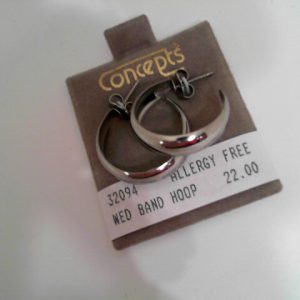 Concepts
32094 ALLERGY FREE
WED BAND HOOP 22.00